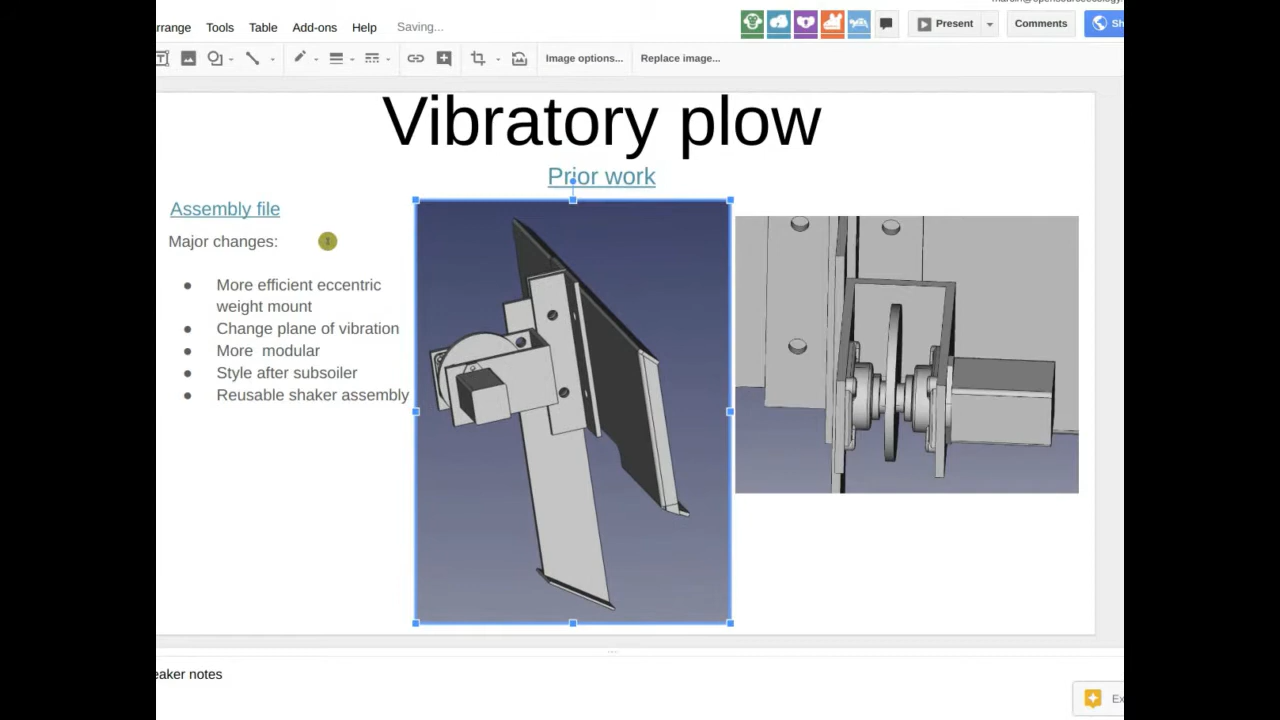 Tools Table Add-ons Help Saving...
Present Comments
Image options... Replace image...
Vibratory plow
Prior work
Assembly file
Major changes:
● More efficient eccentric
weight mount
● Change plane of vibration
● More modular
● Style after subsoiler
● Reusable shaker assembly
notes